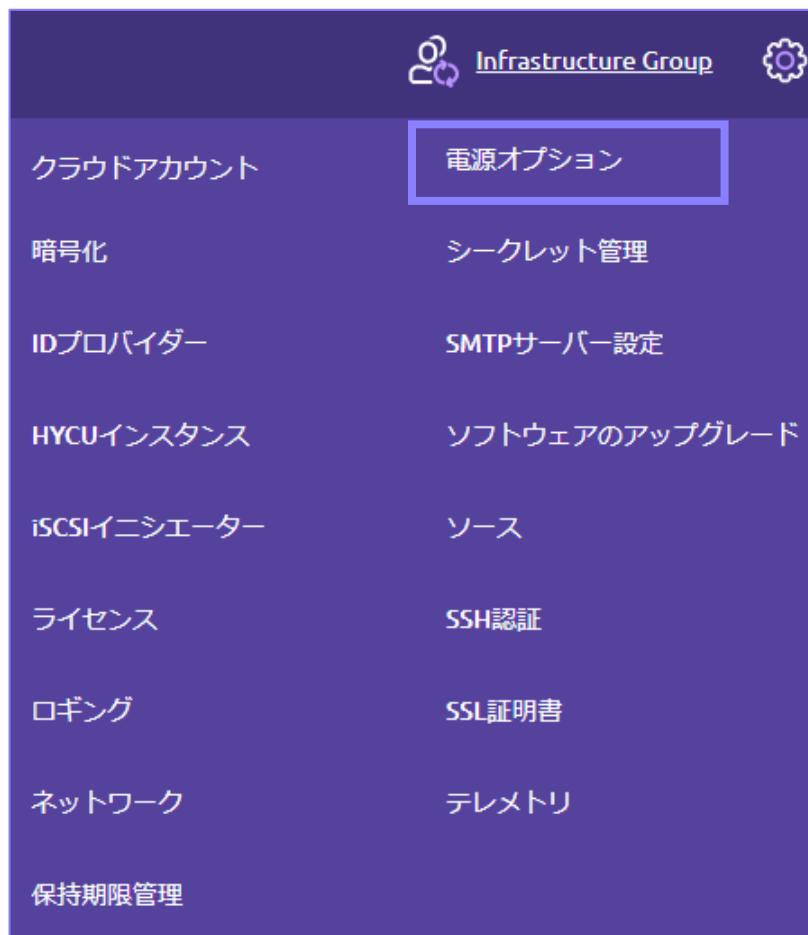 Infrastructure Group
クラウドアカウント
暗号化
IDプロバイダー
HYCUインスタンス
iSCSIイニシエーター
ライセンス
ロギング
ネットワーク
保持期限管理
電源オプション
シークレット管理
SMTPサーバー設定
ソフトウェアのアップグレード
ソース
SSH認証
SSL証明書
テレメトリ